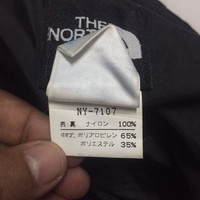 THE
NORTH
NY-7107
表:裏 ナイロン 100%
中わた ポリプロピレン 65%
ポリエステル 35%